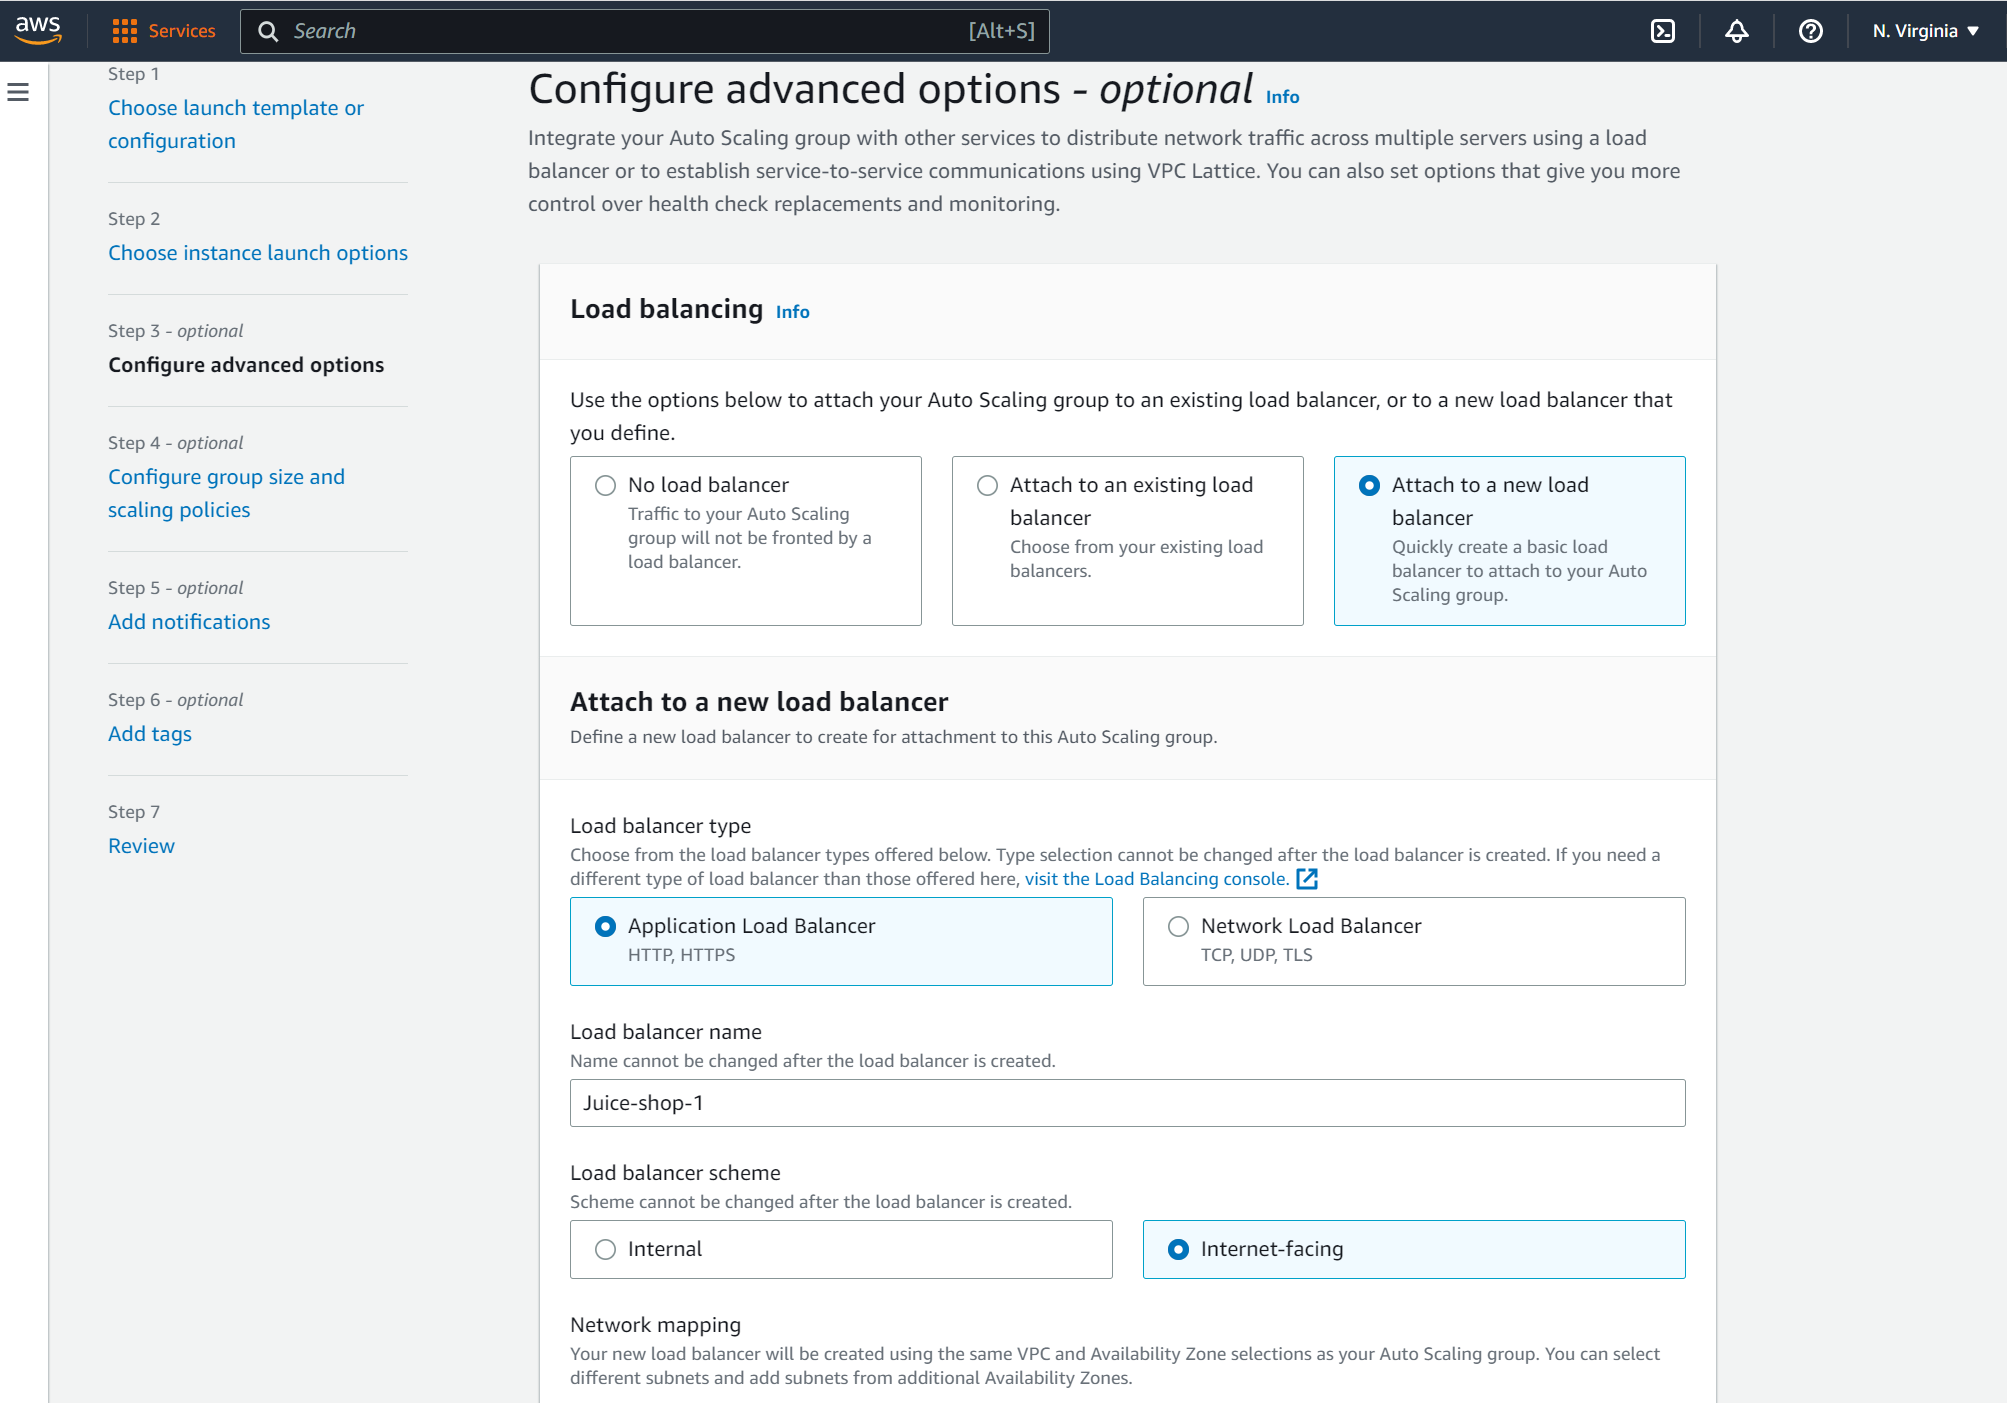 aws
Services
Search
[Alt+S]
N. Virginia
Step 1
Choose launch template or
configuration
Step 2
Choose instance launch options
Step 3 - optional
Configure advanced options
Step 4 - optional
Configure group size and
scaling policies
Step 5 - optional
Add notifications
Step 6 - optional
Add tags
Step 7
Review
Configure advanced options - optional Info
Integrate your Auto Scaling group with other services to distribute network traffic across multiple servers using a load
balancer or to establish service-to-service communications using VPC Lattice. You can also set options that give you more
control over health check replacements and monitoring.
Load balancing Info
Use the options below to attach your Auto Scaling group to an existing load balancer, or to a new load balancer that
you define.
No load balancer
Traffic to your Auto Scaling
group will not be fronted by a
load balancer.
Attach to an existing load
balancer
Choose from your existing load
balancers.
Attach to a new load
balancer
Quickly create a basic load
balancer to attach to your Auto
Scaling group.
Attach to a new load balancer
Define a new load balancer to create for attachment to this Auto Scaling group.
Load balancer type
Choose from the load balancer types offered below. Type selection cannot be changed after the load balancer is created. If you need a
different type of load balancer than those offered here, visit the Load Balancing console.
Application Load Balancer
HTTP, HTTPS
Network Load Balancer
TCP, UDP, TLS
Load balancer name
Name cannot be changed after the load balancer is created.
Juice-shop-1
Load balancer scheme
Scheme cannot be changed after the load balancer is created.
Internal
Internet-facing
Network mapping
Your new load balancer will be created using the same VPC and Availability Zone selections as your Auto Scaling group. You can select
different subnets and add subnets from additional Availability Zones.